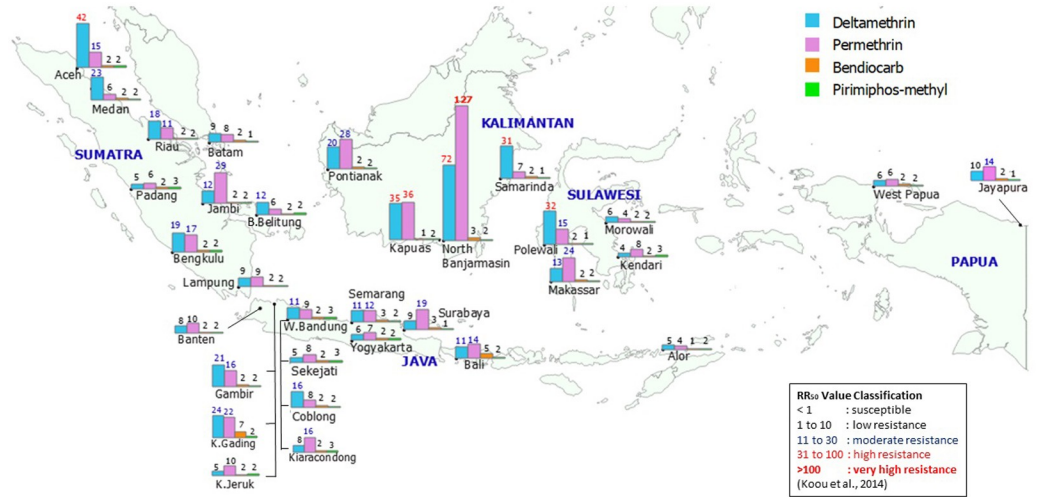 Deltamethrin
Permethrin
Bendiocarb
Pirimiphos-methyl
42
15
2 2
Aceh
23
6
2 2
Medan
18
11
2 2
Riau
9
8
2 1
Batam
SUMATRA
5
6
2 3
Padang
12
29
2 2
Jambi
12
6
2 2
B.Belitung
19
17
2 2
Bengkulu
9
9
2 2
Lampung
20
28
2 2
Pontianak
KALIMANTAN
35
36
1 2
Kapuas
72
127
3 2
North
Banjarmasin
31
7
2 1
Samarinda
SULAWESI
32
15
2 1
Polewali
6
4
2 2
Morowali
4
8
2 3
Kendari
13
24
2 2
Makassar
6 6
2 2
West Papua
10
14
2 1
Jayapura
PAPUA
8
10
2 2
Banten
11
9
2 3
W.Bandung
Semarang
11 12
3 2
6 7
2 2
Yogyakarta
9
19
3 1
Surabaya
JAVA
11 14
5 2
Bali
5 4
1 2
Alor
5
8
2 3
Sekejati
21
16
2 2
Gambir
16
8
2 2
Coblong
24 22
7
2
K.Gading
8
16
2 3
Kiaracondong
5
10
2 2
K.Jeruk
RR50 Value Classification
< 1 : susceptible
1 to 10 : low resistance
11 to 30 : moderate resistance
31 to 100 : high resistance
>100 : very high resistance
(Koou et al., 2014)